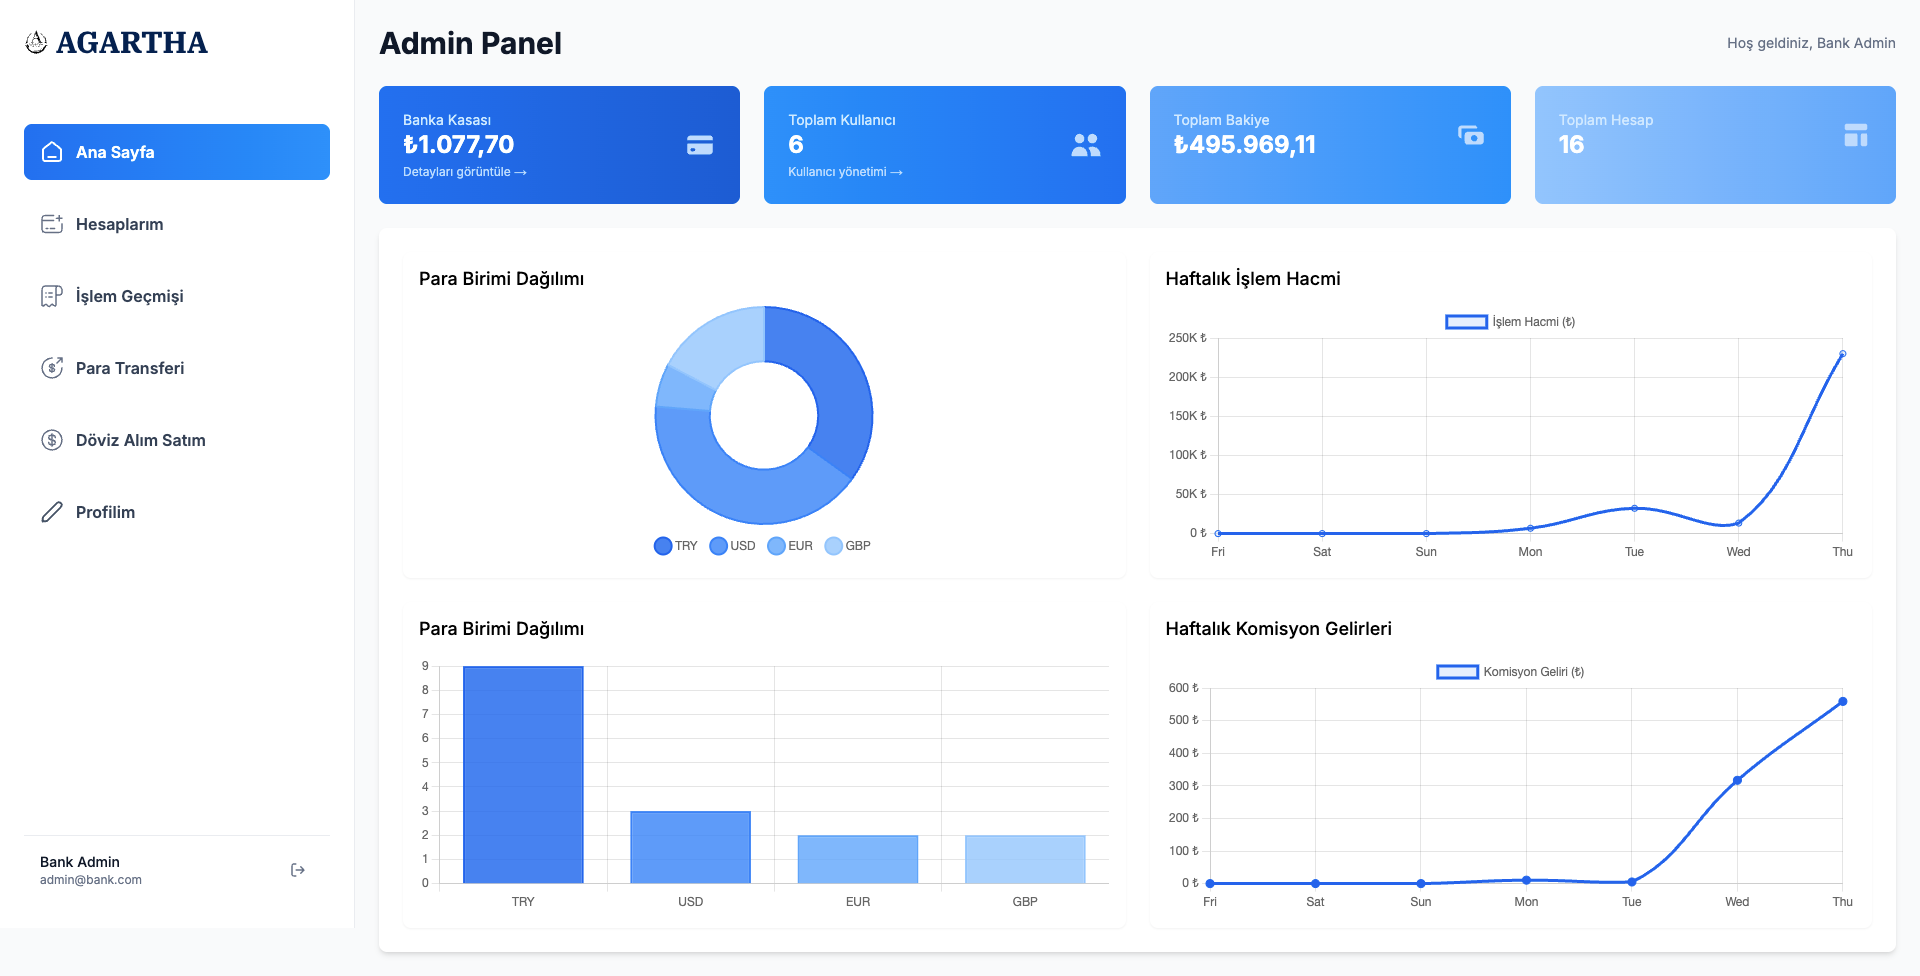 AGARTHA
Ana Sayfa
Hesaplarım
İşlem Geçmişi
Para Transferi
Döviz Alım Satım
Profilim
Bank Admin
admin@bank.com
Admin Panel
Hoş geldiniz, Bank Admin
Banka Kasası
₺1.077,70
Detayları görüntüle →
Toplam Kullanıcı
6
Kullanıcı yönetimi →
Toplam Bakiye
₺495.969,11
Toplam Hesap
16
Para Birimi Dağılımı
TRY USD EUR GBP
Haftalık İşlem Hacmi
İşlem Hacmi (₺)
250K ₺
200K ₺
150K ₺
100K ₺
50K ₺
0 ₺
Fri Sat Sun Mon Tue Wed Thu
Para Birimi Dağılımı
9
8
7
6
5
4
3
2
1
0
TRY USD EUR GBP
Haftalık Komisyon Gelirleri
Komisyon Geliri (₺)
600 ₺
500 ₺
400 ₺
300 ₺
200 ₺
100 ₺
0 ₺
Fri Sat Sun Mon Tue Wed Thu